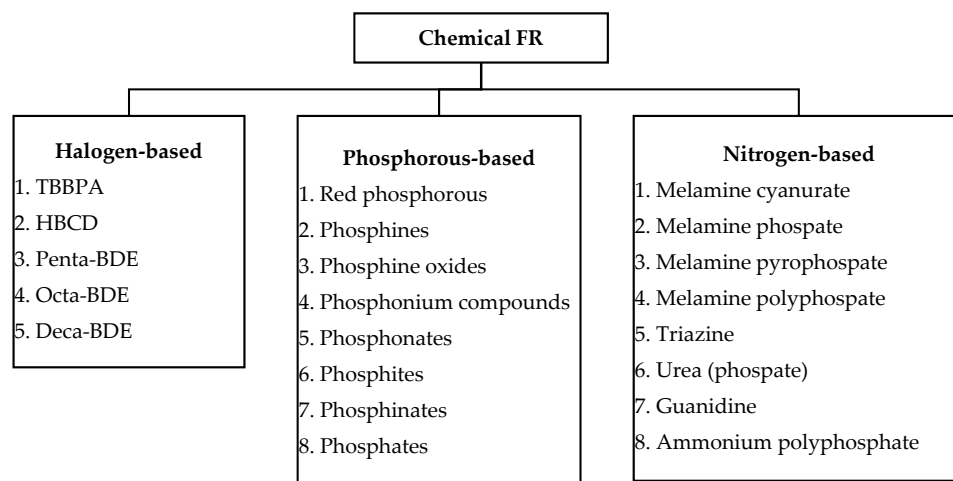 Chemical FR
Halogen-based
1. TBBPA
2. HBCD
3. Penta-BDE
4. Octa-BDE
5. Deca-BDE
Phosphorous-based
1. Red phosphorous
2. Phosphines
3. Phosphine oxides
4. Phosphonium compounds
5. Phosphonates
6. Phosphites
7. Phosphinates
8. Phosphates
Nitrogen-based
1. Melamine cyanurate
2. Melamine phospate
3. Melamine pyrophospate
4. Melamine polyphospate
5. Triazine
6. Urea (phospate)
7. Guanidine
8. Ammonium polyphosphate